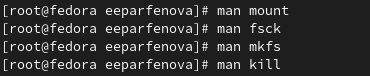 [root@fedora eeparfenova]# man mount
[root@fedora eeparfenova]# man fsck
[root@fedora eeparfenova]# man mkfs
[root@fedora eeparfenova]# man kill